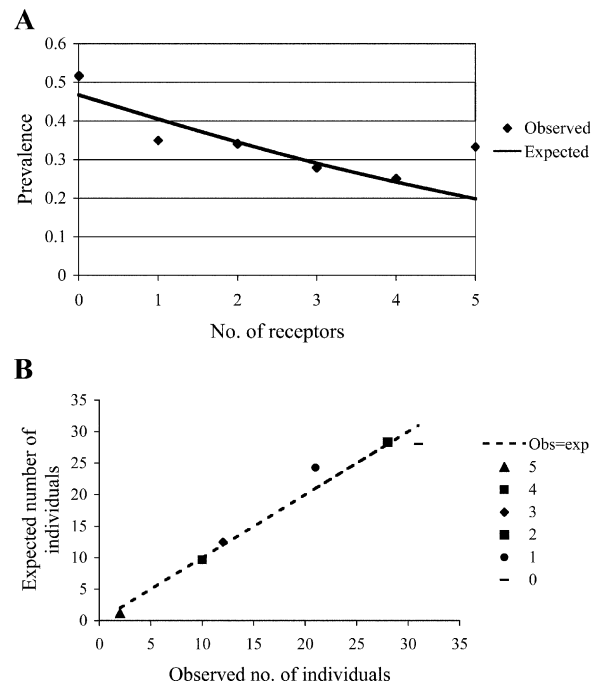 A
0.6
0.5
0.4
0.3
0.2
0.1
0
Prevalence
0 1 2 3 4 5
No. of receptors
Observed
Expected
B
35
30
25
20
15
10
5
0
Expected number of
individuals
0 5 10 15 20 25 30 35
Observed no. of individuals
Obs=exp
5
4
3
2
1
0